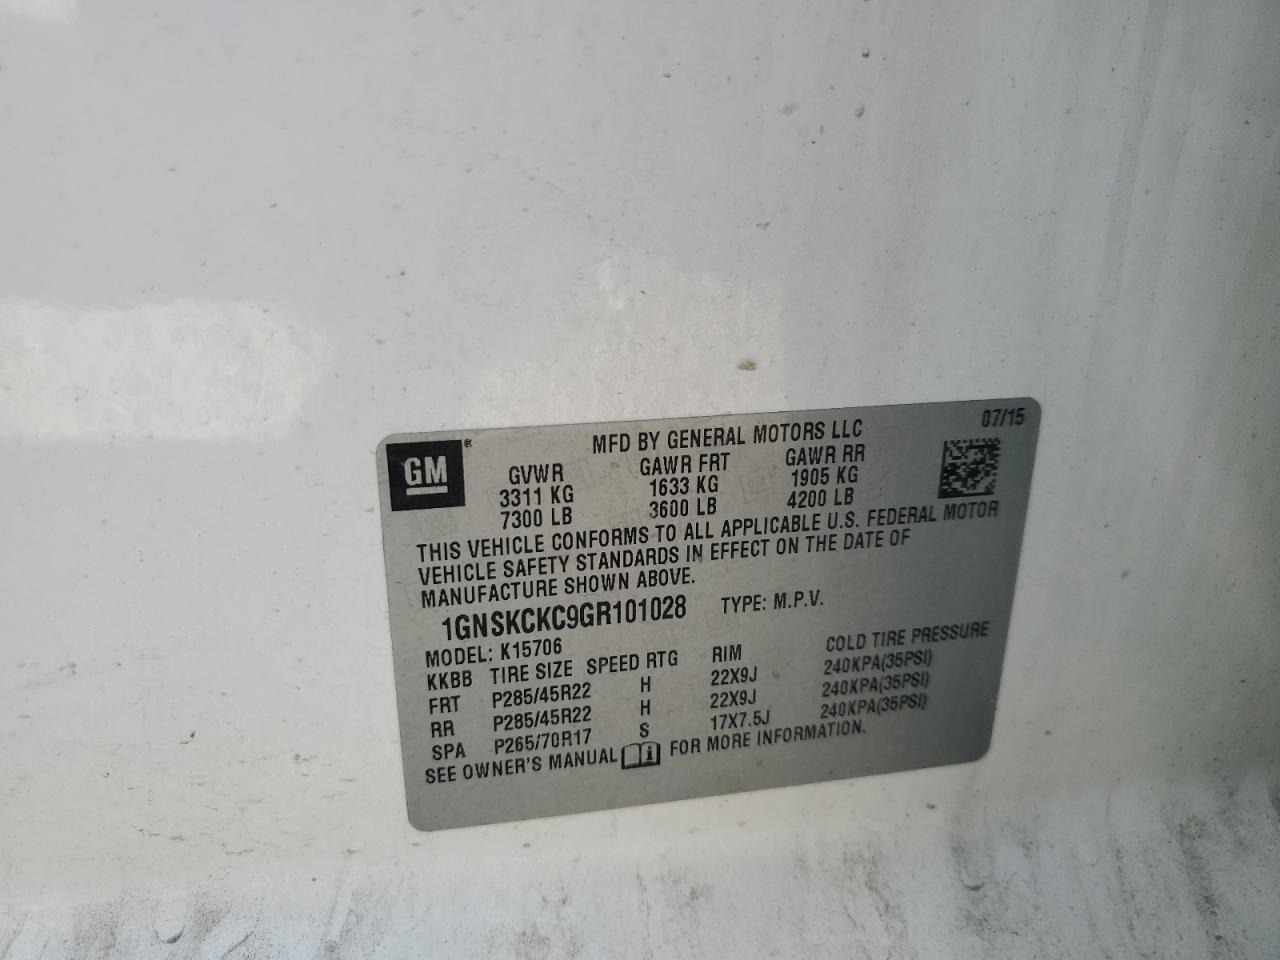 GM®
MFD BY GENERAL MOTORS LLC
07/15
GVWR GAWR FRT GAWR RR
3311 KG 1633 KG 1905 KG
7300 LB 3600 LB 4200 LB
THIS VEHICLE CONFORMS TO ALL APPLICABLE U.S. FEDERAL MOTOR
VEHICLE SAFETY STANDARDS IN EFFECT ON THE DATE OF
MANUFACTURE SHOWN ABOVE.
1GNSKCKC9GR101028 TYPE: M.P.V.
MODEL: K15706
KKBB TIRE SIZE SPEED RTG RIM COLD TIRE PRESSURE
FRT P285/45R22 H 22X9J 240KPA(35PSI)
RR P285/45R22 H 22X9J 240KPA(35PSI)
SPA P265/70R17 S 17X7.5J 240KPA(35PSI)
SEE OWNER'S MANUAL i FOR MORE INFORMATION.